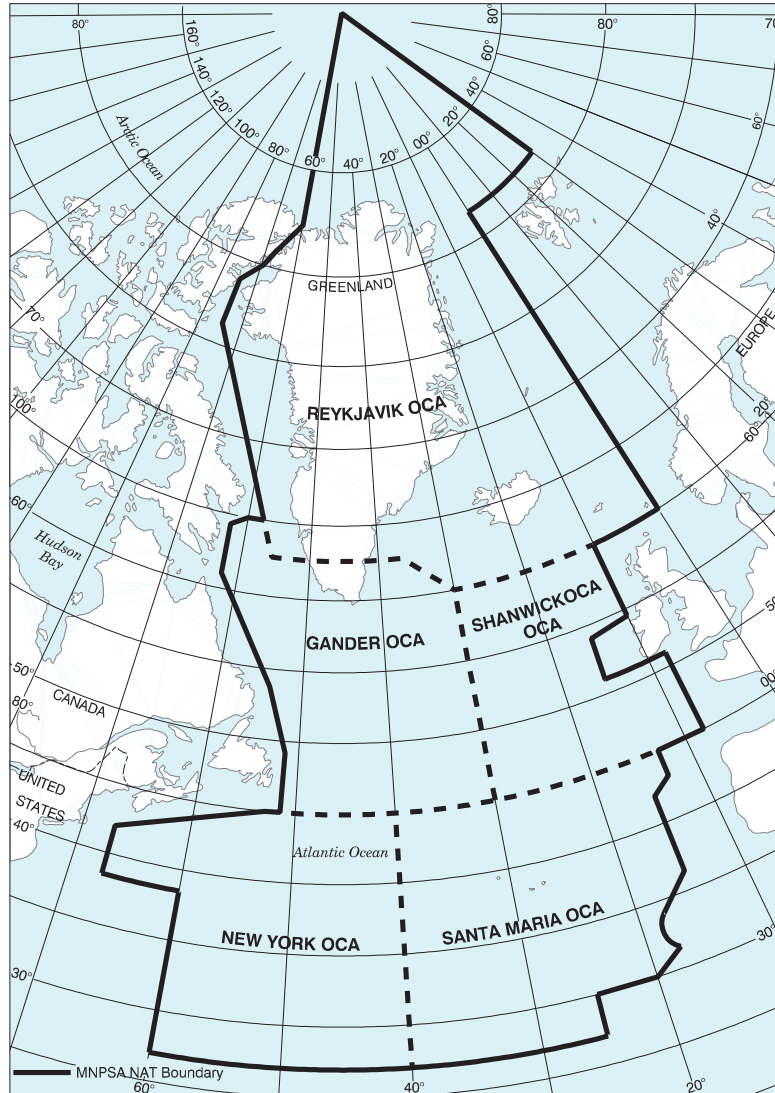 80°
160°
80°
80°
70
140°
60°
120°
40°
100°
20°
80°
00°
60°
40°
20°
60°
Arctic Ocean
40°
GREENLAND
70°
EUROPE
100°
REYKJAVIK OCA
20°
60°
60°
Hudson
Bay
SHANWICKOCA
OCA
50
GANDER OCA
50°
00°
80°
CANADA
UNITED
STATES
40°
Atlantic Ocean
NEW YORK OCA
SANTA MARIA OCA
30°
30°
MNPSA NAT Boundary
60°
40°
20°